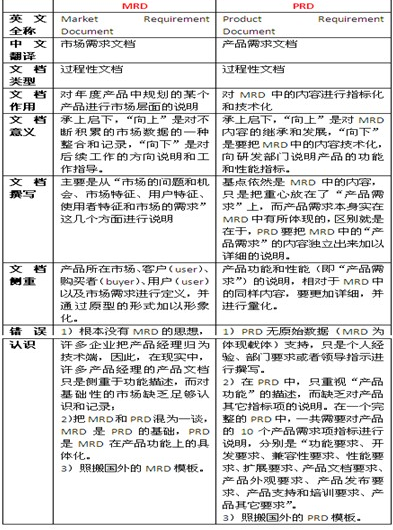 MRD PRD
英文 Market Requirement Product Requirement
全称 Document Document
中文 市场需求文档 产品需求文档
翻译
文档 过程性文档 过程性文档
类型
文档 对年度产品中规划的某个 对 MRD 中的内容进行指标化
作用 产品进行市场层面的说明 和技术化
文档 承上启下，“向上”是对不 承上启下，“向上”是对 MRD
意义 断积累的市场数据的一种 内容的继承和发展，“向下”
整合和记录，“向下”是对 是要把 MRD 中的内容技术化，
后续工作的方向说明和工 向研发部门说明产品的功能
作指导。 和性能指标。
文档 主要是从“市场的问题和机 基点依然是 MRD 中的内容，
撰写 会、市场特征、用户特征、 只是把重心放在了“产品需
使用者特征和市场的需求” 求”上，而产品需求本身实在
这几个方面进行说明 MRD 中有所体现的，区别就是
在于，PRD 要把 MRD 中的“产
品需求”的内容独立出来加以
详细的说明。
文档 产品所在市场、客户（user）、 产品功能和性能（即“产品需
侧重 购买者（buyer）、用户（user） 求”）的说明，相对于 MRD 中
以及市场需求进行定义，并 的同样内容，要更加详细，并
通过原型的形式加以形象 进行量化。
化。
错误 1）根本没有 MRD 的思想， 1）PRD 无原始数据（MRD 为
认识 许多企业把产品经理归为 体现载体）支持，只是个人经
技术端，因此，在现实中， 验、部门要求或者领导指示进
许多产品经理的产品文档 行撰写。
只是侧重于功能描述，而对 2）在 PRD 中，只重视“产品
基础性的市场缺乏足够认 功能”的描述，而缺乏对产品
识和记录； 其它指标项的说明。在一个完
2）把 MRD 和 PRD 混为一谈， 整的 PRD 中，一共需要对产品
MRD 是 PRD 的基础，PRD 的 10 个产品需求项指标进行
是 MRD 在产品功能上的具 说明，分别是“功能要求、开
体化。 发要求、兼容性要求、性能要
3）照搬国外的 MRD 模板。 求、扩展要求、产品文档要求、
产品外观要求、产品发布要
求、产品支持和培训要求、产
品其它要求”。
3）照搬国外的 PRD 模板。